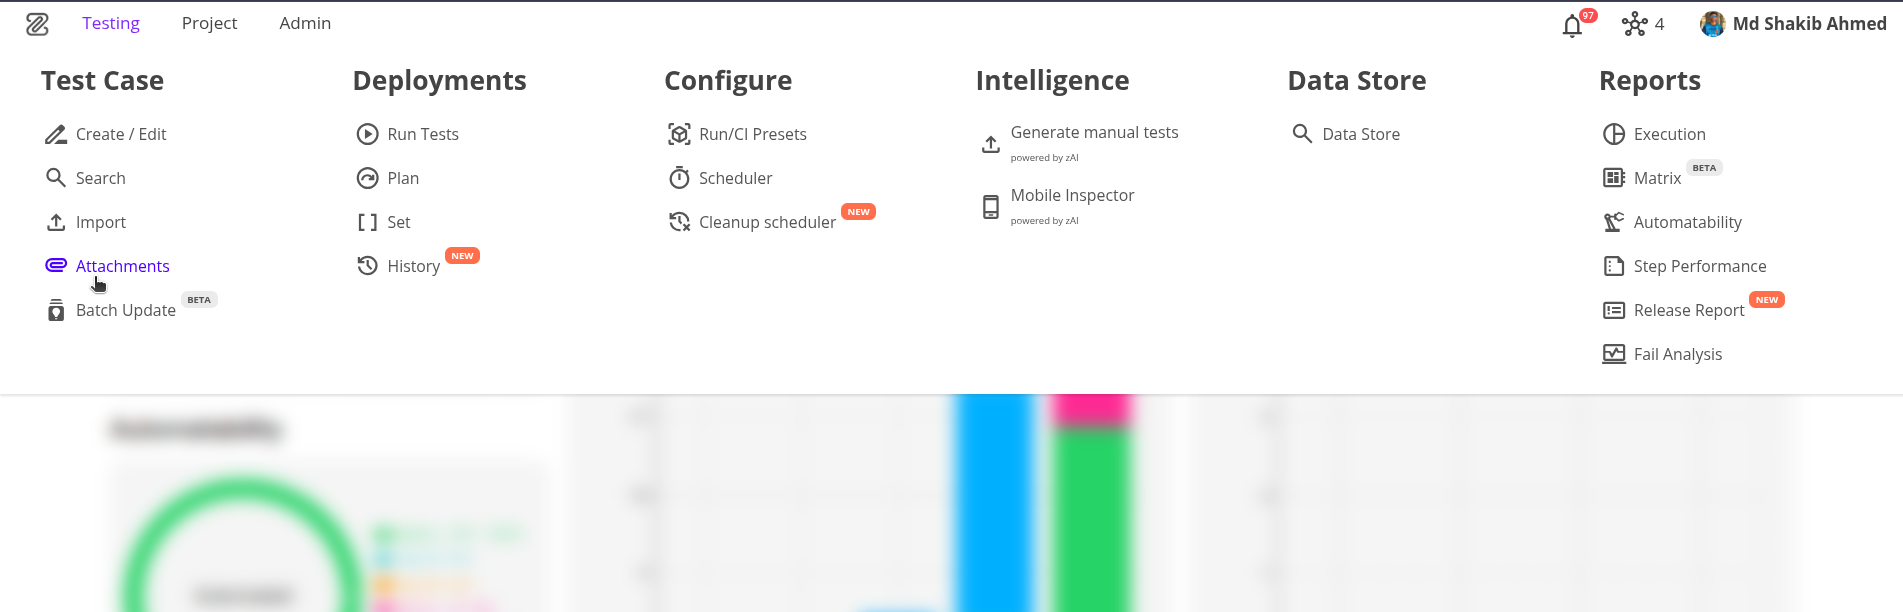 Testing
Project
Admin
97
4
Md Shakib Ahmed
Test Case
Create / Edit
Search
Import
Attachments
Batch Update BETA
Deployments
Run Tests
Plan
Set
History NEW
Configure
Run/CI Presets
Scheduler
Cleanup scheduler NEW
Intelligence
Generate manual tests
powered by zAI
Mobile Inspector
powered by zAI
Data Store
Data Store
Reports
Execution
Matrix BETA
Automatability
Step Performance
Release Report NEW
Fail Analysis
Automatability